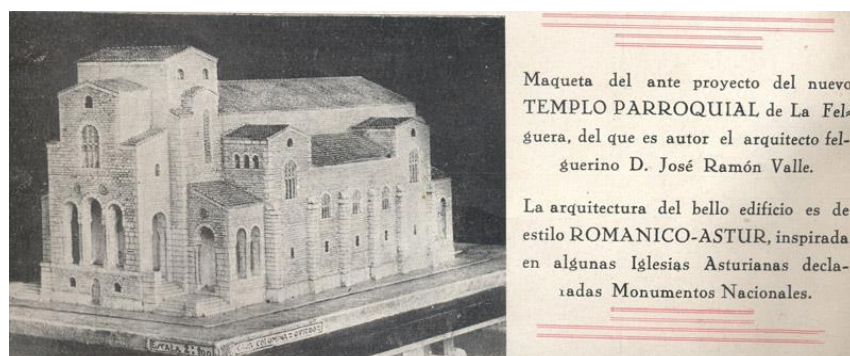 Maqueta del ante proyecto del nuevo
TEMPLO PARROQUIAL de La Fel-
guera, del que es autor el arquitecto fel-
guerino D. José Ramón Valle.
La arquitectura del bello edificio es de
estilo ROMANICO-ASTUR, inspirada
en algunas Iglesias Asturianas decla-
radas Monumentos Nacionales.
ESCALA